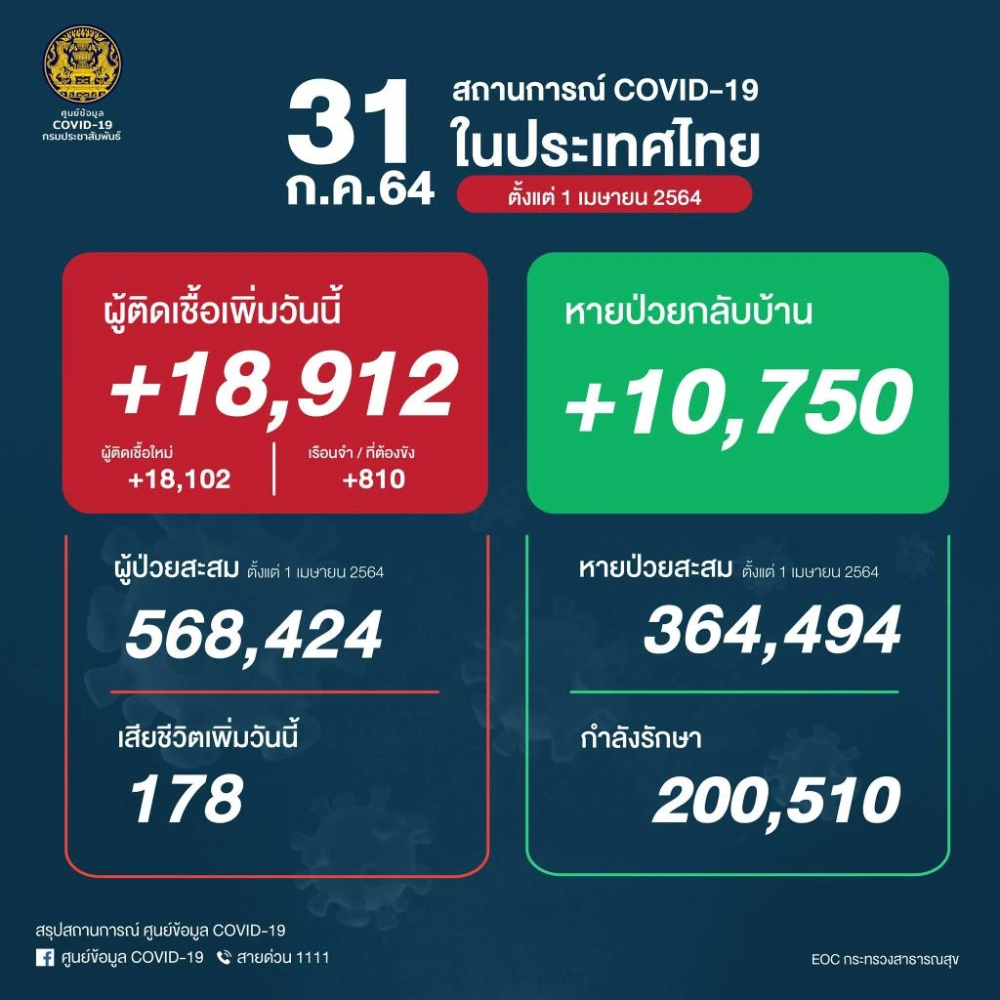 ศูนย์ข้อมูล
COVID-19
กรมประชาสัมพันธ์
31
ก.ค.64
สถานการณ์ COVID-19
ในประเทศไทย
ตั้งแต่ 1 เมษายน 2564
ผู้ติดเชื้อเพิ่มวันนี้
+18,912
ผู้ติดเชื้อใหม่
+18,102
เรือนจำ / ที่ต้องขัง
+810
หายป่วยกลับบ้าน
+10,750
ผู้ป่วยสะสม ตั้งแต่ 1 เมษายน 2564
568,424
เสียชีวิตเพิ่มวันนี้
178
หายป่วยสะสม ตั้งแต่ 1 เมษายน 2564
364,494
กำลังรักษา
200,510
สรุปสถานการณ์ ศูนย์ข้อมูล COVID-19
ศูนย์ข้อมูล COVID-19 สายด่วน 1111
EOC กระทรวงสาธารณสุข